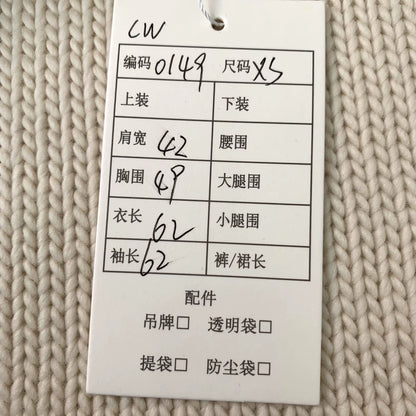 CW
编码 0149 尺码 XS
上装 下装
肩宽 42 腰围
胸围 49 大腿围
衣长 62 小腿围
袖长 62 裤/裙长
配件
吊牌□ 透明袋□
提袋□ 防尘袋□